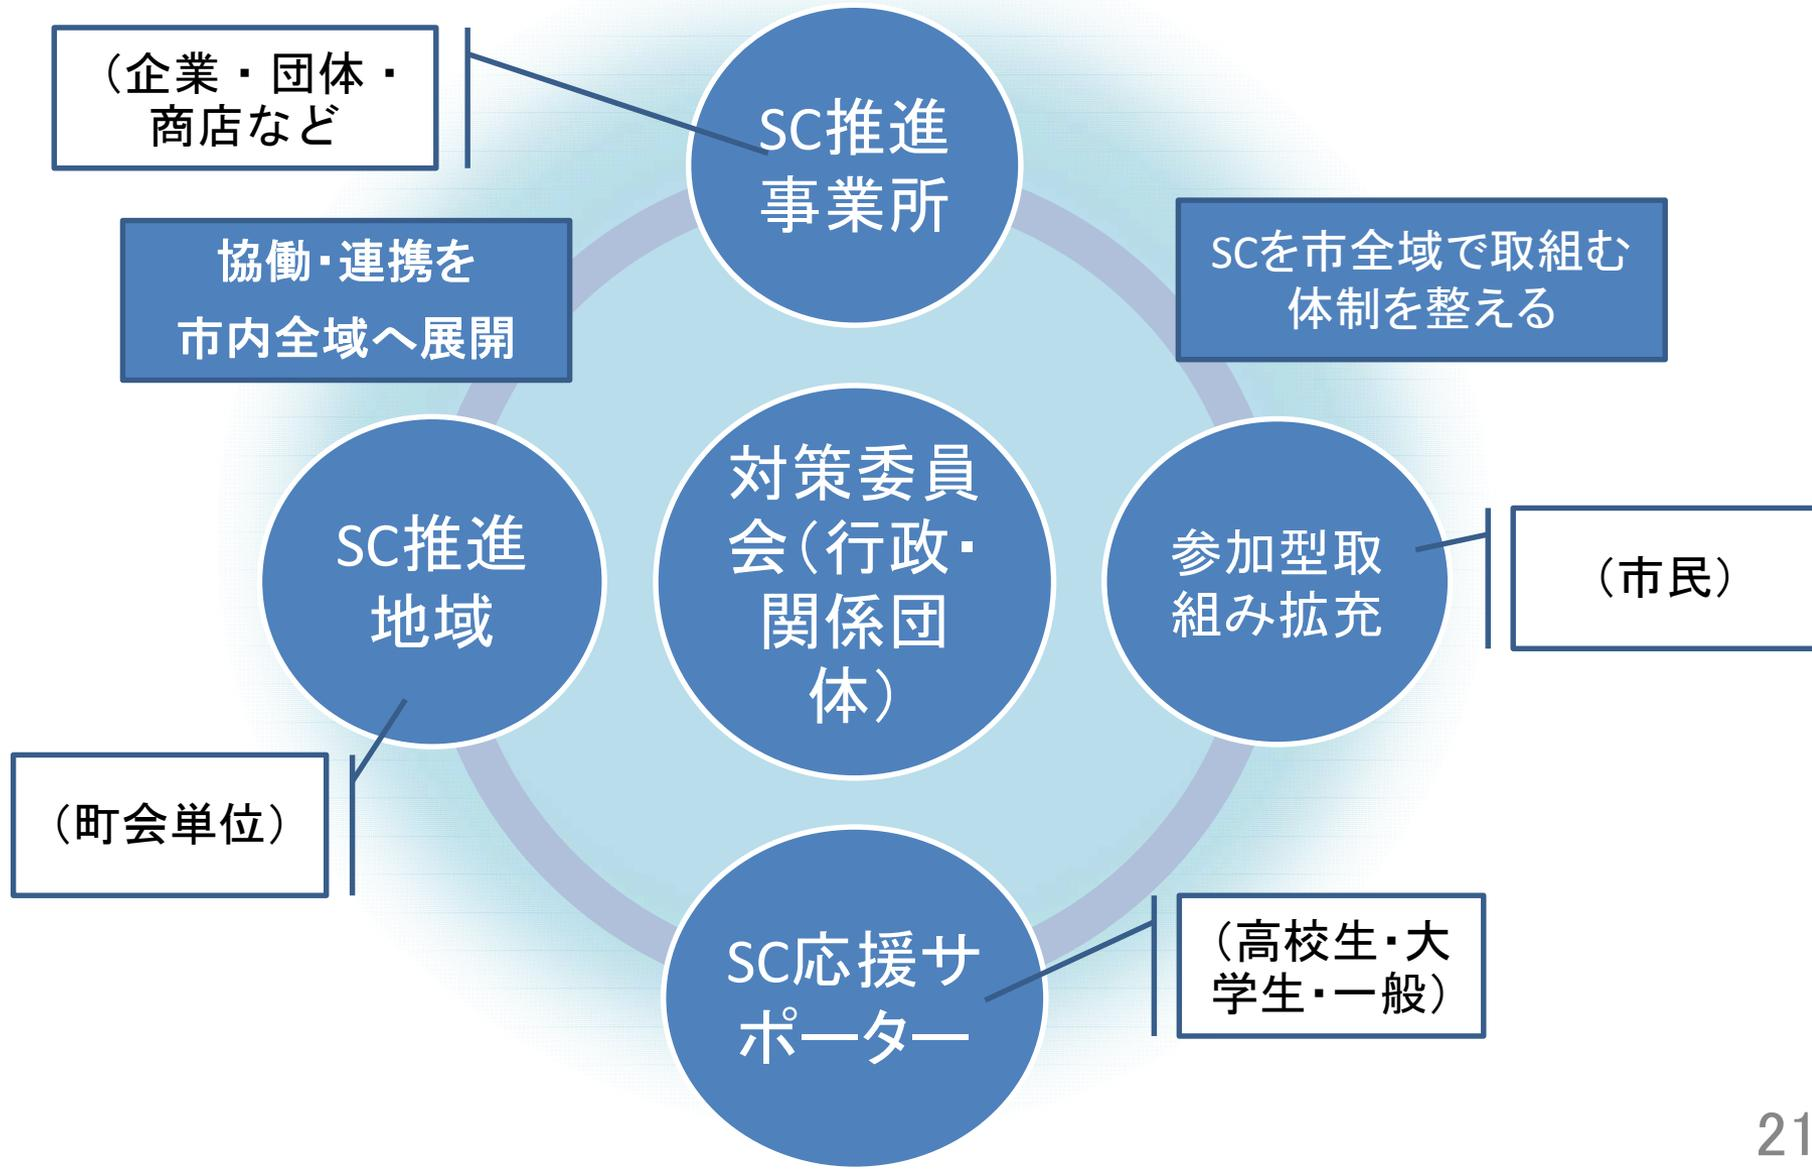 （企業・団体・
商店など
SC推進
事業所
協働・連携を
市内全域へ展開
SCを市全域で取組む
体制を整える
SC推進
地域
対策委員
会（行政・
関係団
体）
参加型取
組み拡充
（市民）
（町会単位）
SC応援サ
ポーター
（高校生・大
学生・一般）
21